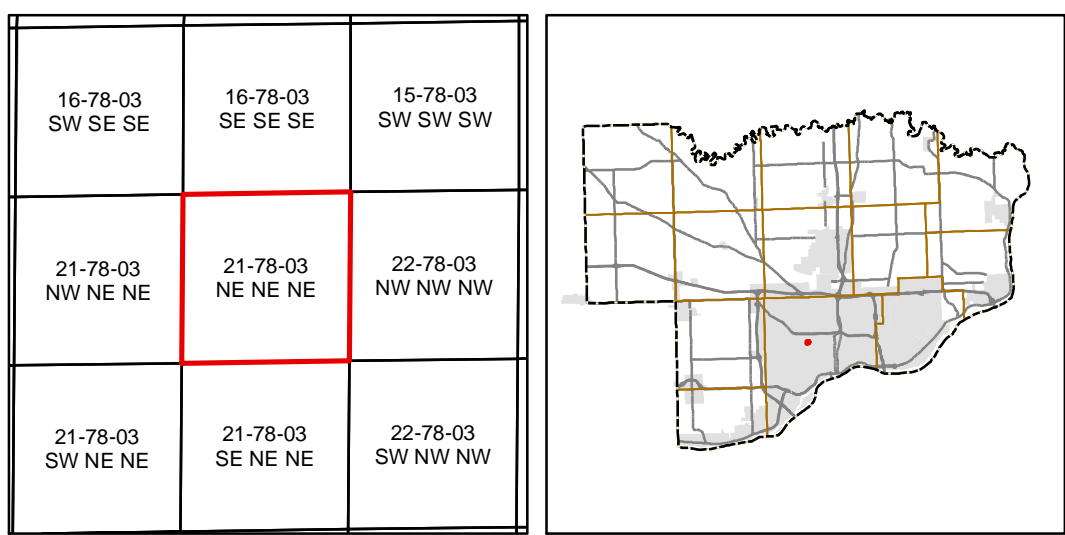 16-78-03
SW SE SE
16-78-03
SE SE SE
15-78-03
SW SW SW
21-78-03
NW NE NE
21-78-03
NE NE NE
22-78-03
NW NW NW
21-78-03
SW NE NE
21-78-03
SE NE NE
22-78-03
SW NW NW